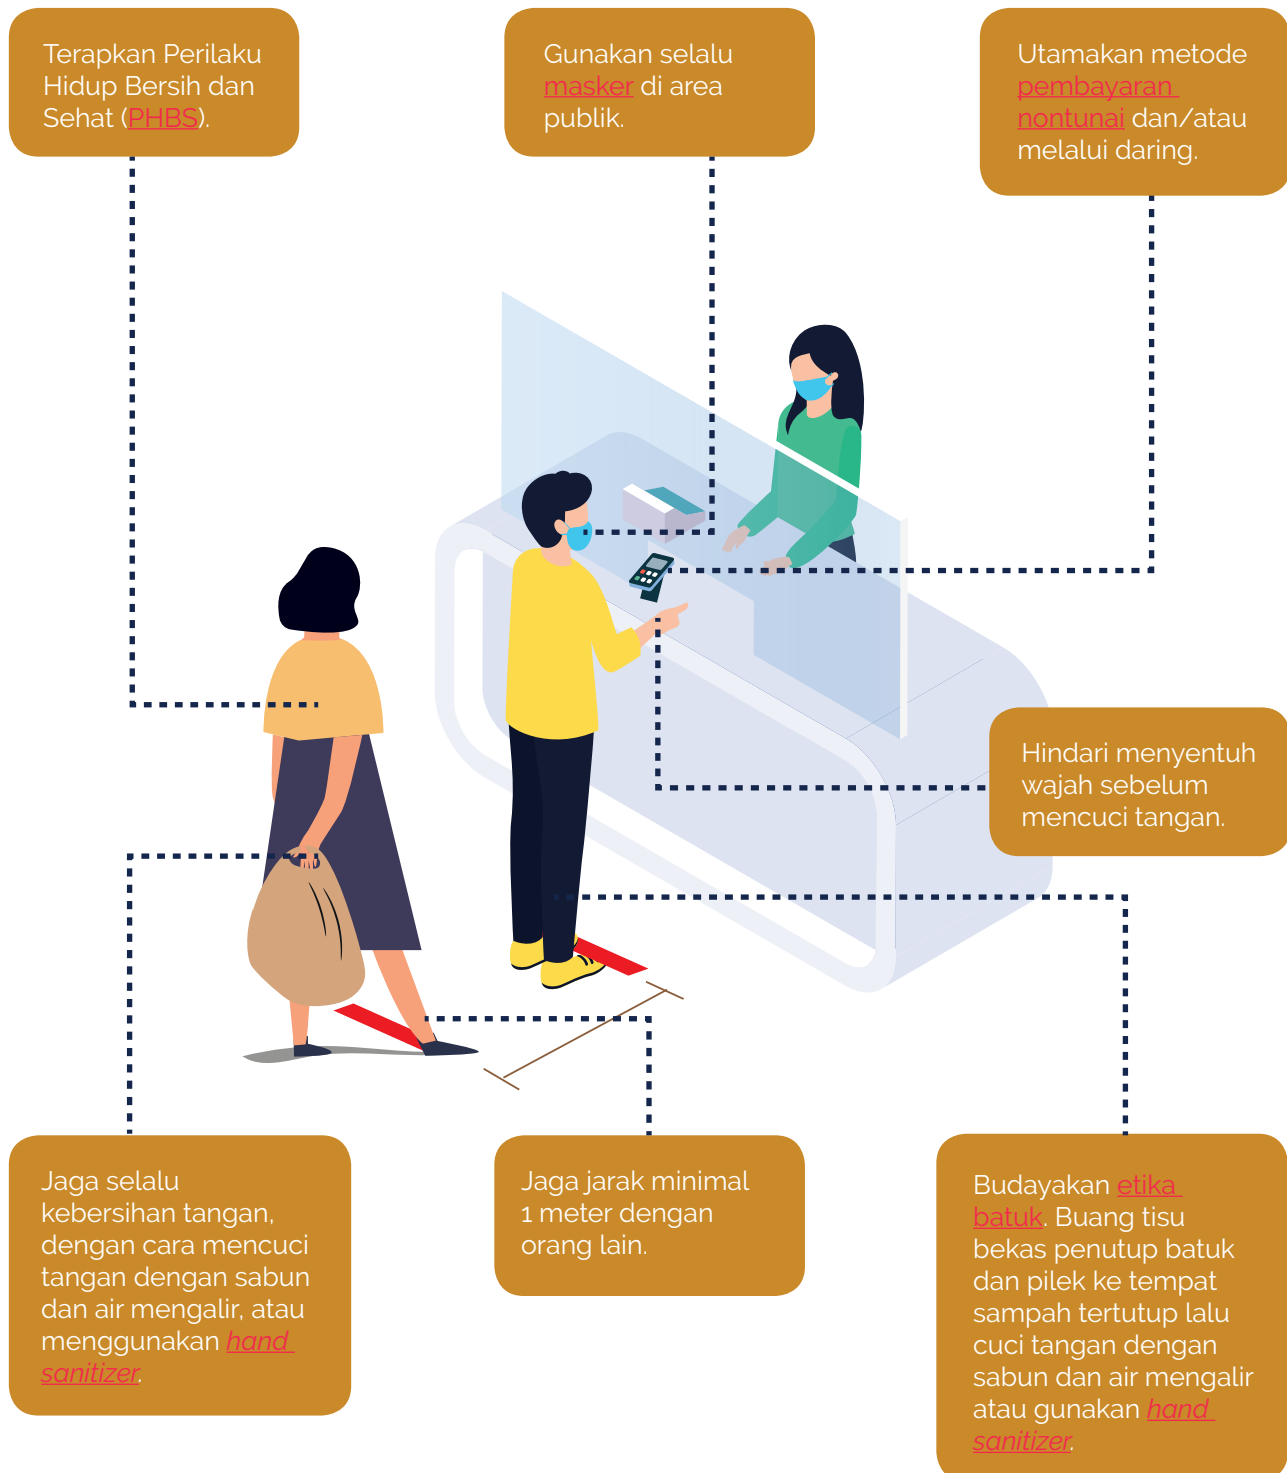 Terapkan Perilaku
Hidup Bersih dan
Sehat (PHBS).
Gunakan selalu
masker di area
publik.
Utamakan metode
pembayaran
nontunai dan/atau
melalui daring.
Hindari menyentuh
wajah sebelum
mencuci tangan.
Jaga selalu
kebersihan tangan,
dengan cara mencuci
tangan dengan sabun
dan air mengalir, atau
menggunakan hand
sanitizer.
Jaga jarak minimal
1 meter dengan
orang lain.
Budayakan etika
batuk. Buang tisu
bekas penutup batuk
dan pilek ke tempat
sampah tertutup lalu
cuci tangan dengan
sabun dan air mengalir
atau gunakan hand
sanitizer.